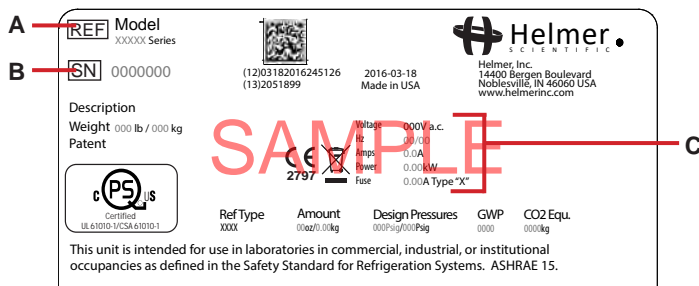 A
REF Model
XXXXX Series
B
SN 0000000
(12)03182016245126
(13)2051899
2016-03-18
Made in USA
Helmer
SCIENTIFIC
Helmer, Inc.
14400 Bergen Boulevard
Noblesville, IN 46060 USA
www.helmerinc.com
Description
Weight 000 lb / 000 kg
Patent
SAMPLE
CE
2797
Voltage 000V a.c.
Hz 00/00
Amps 0.0A
Power 0.00kW
Fuse 0.00A Type "X"
C
c PS US
Certified
UL 61010-1/CSA 61010-1
Ref Type Amount Design Pressures GWP CO2 Equ.
XXXX 00oz/0.00kg 000Psig/000Psig 0000 0000kg
This unit is intended for use in laboratories in commercial, industrial, or institutional
occupancies as defined in the Safety Standard for Refrigeration Systems. ASHRAE 15.